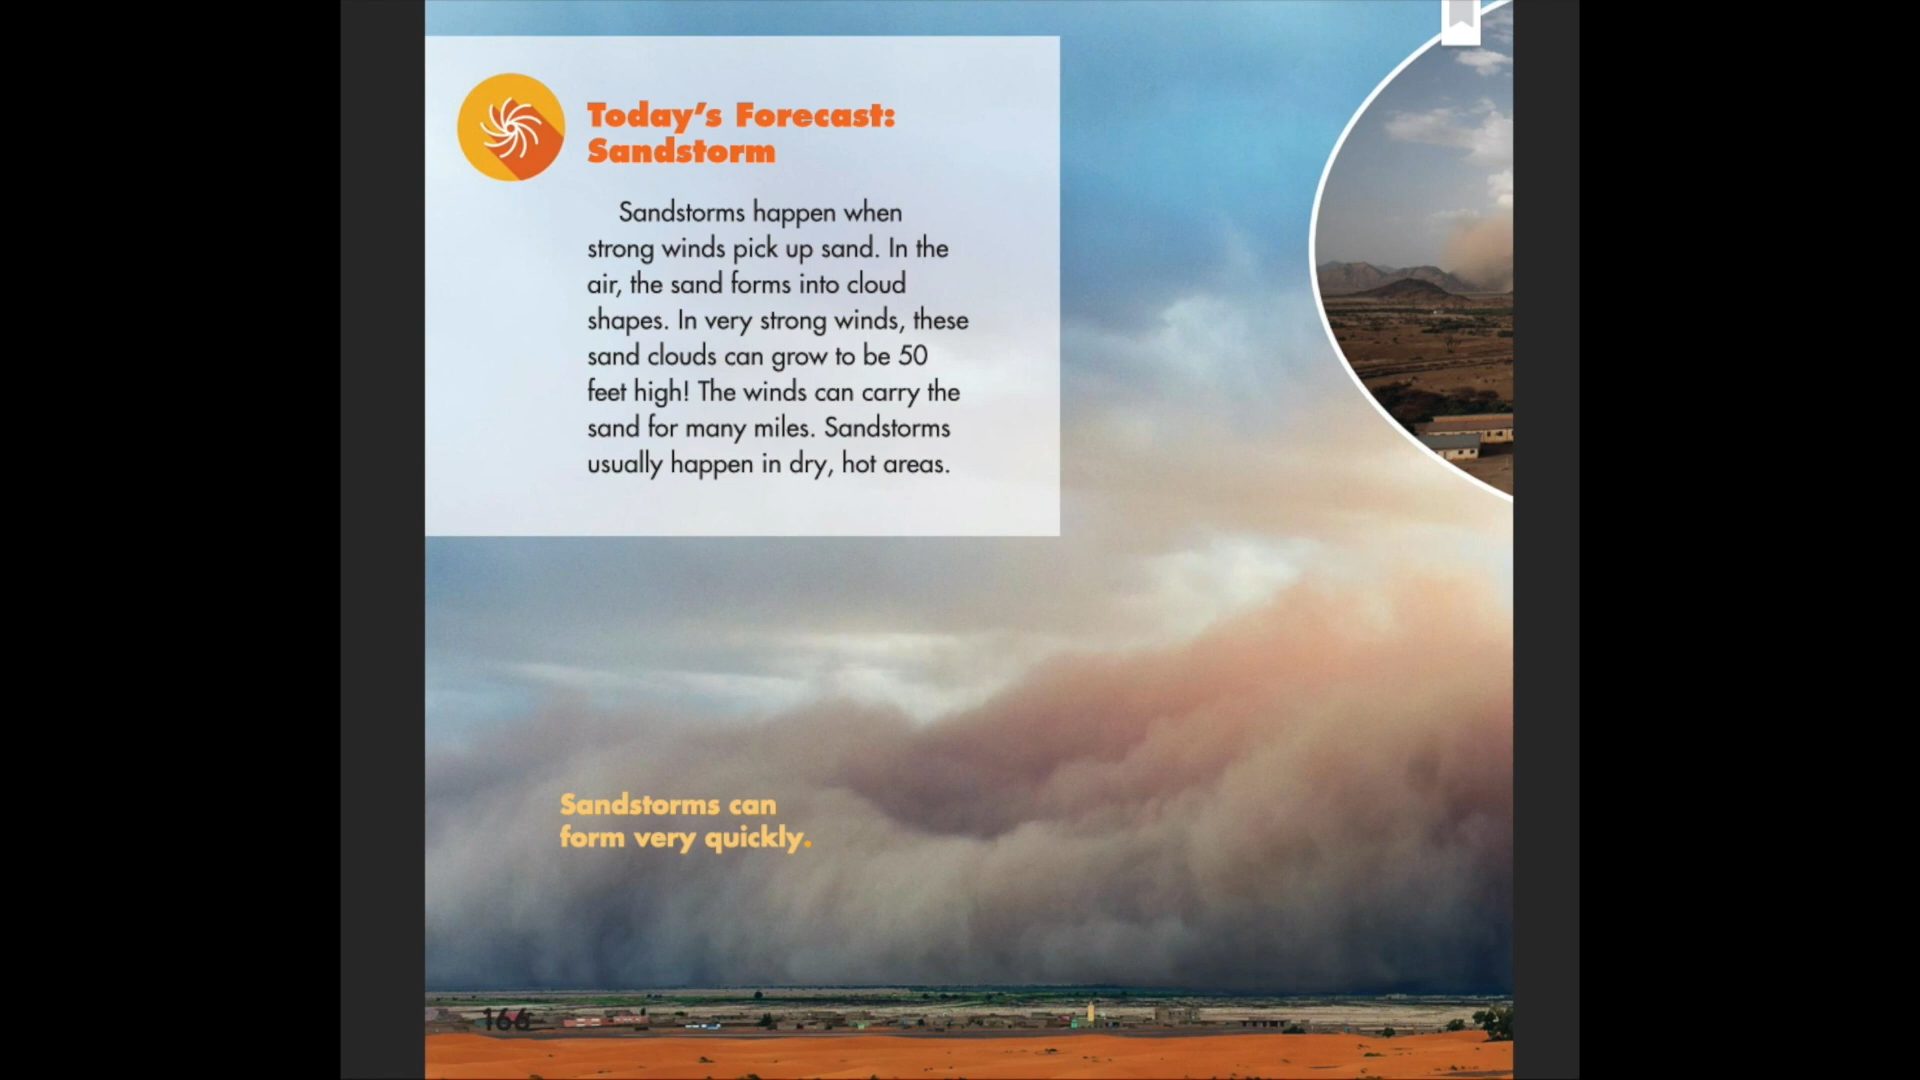 Today's Forecast:
Sandstorm
Sandstorms happen when
strong winds pick up sand. In the
air, the sand forms into cloud
shapes. In very strong winds, these
sand clouds can grow to be 50
feet high! The winds can carry the
sand for many miles. Sandstorms
usually happen in dry, hot areas.
Sandstorms can
form very quickly.
166